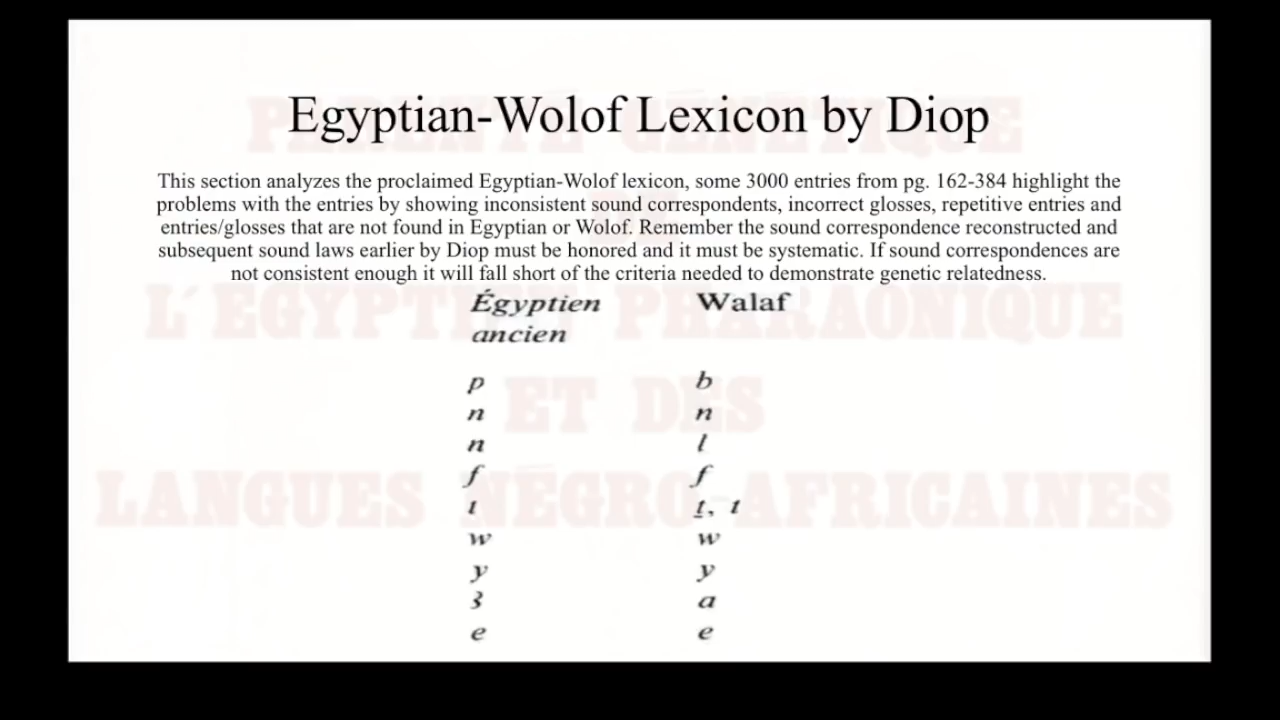 Egyptian-Wolof Lexicon by Diop
This section analyzes the proclaimed Egyptian-Wolof lexicon, some 3000 entries from pg. 162-384 highlight the
problems with the entries by showing inconsistent sound correspondents, incorrect glosses, repetitive entries and
entries/glosses that are not found in Egyptian or Wolof. Remember the sound correspondence reconstructed and
subsequent sound laws earlier by Diop must be honored and it must be systematic. If sound correspondences are
not consistent enough it will fall short of the criteria needed to demonstrate genetic relatedness.
Égyptien Walaf
ancien
p b
n n
n l
f f
t ṯ, t
w w
y y
ꜣ a
e e
PARENTÉ GÉNÉTIQUE
DE
L'ÉGYPTIEN PHARAONIQUE
ET DES
LANGUES NÉGRO-AFRICAINES